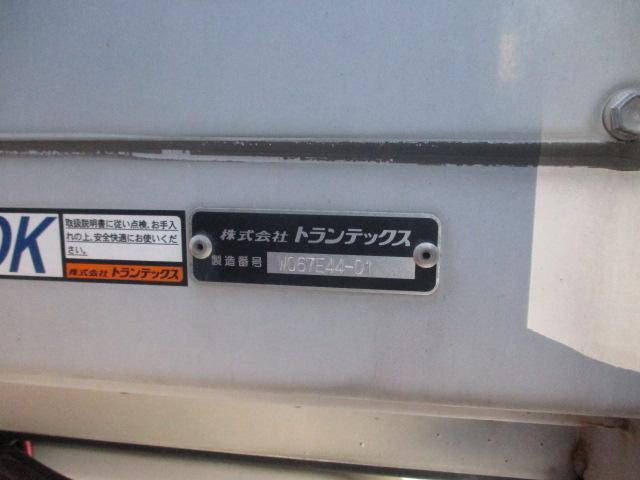 OK
取扱説明書に従い点検、お手入
れの上、安全快適にお使いくだ
さい。
株式会社 トランテックス
株式会社 トランテックス
製造番号 W067E44-01